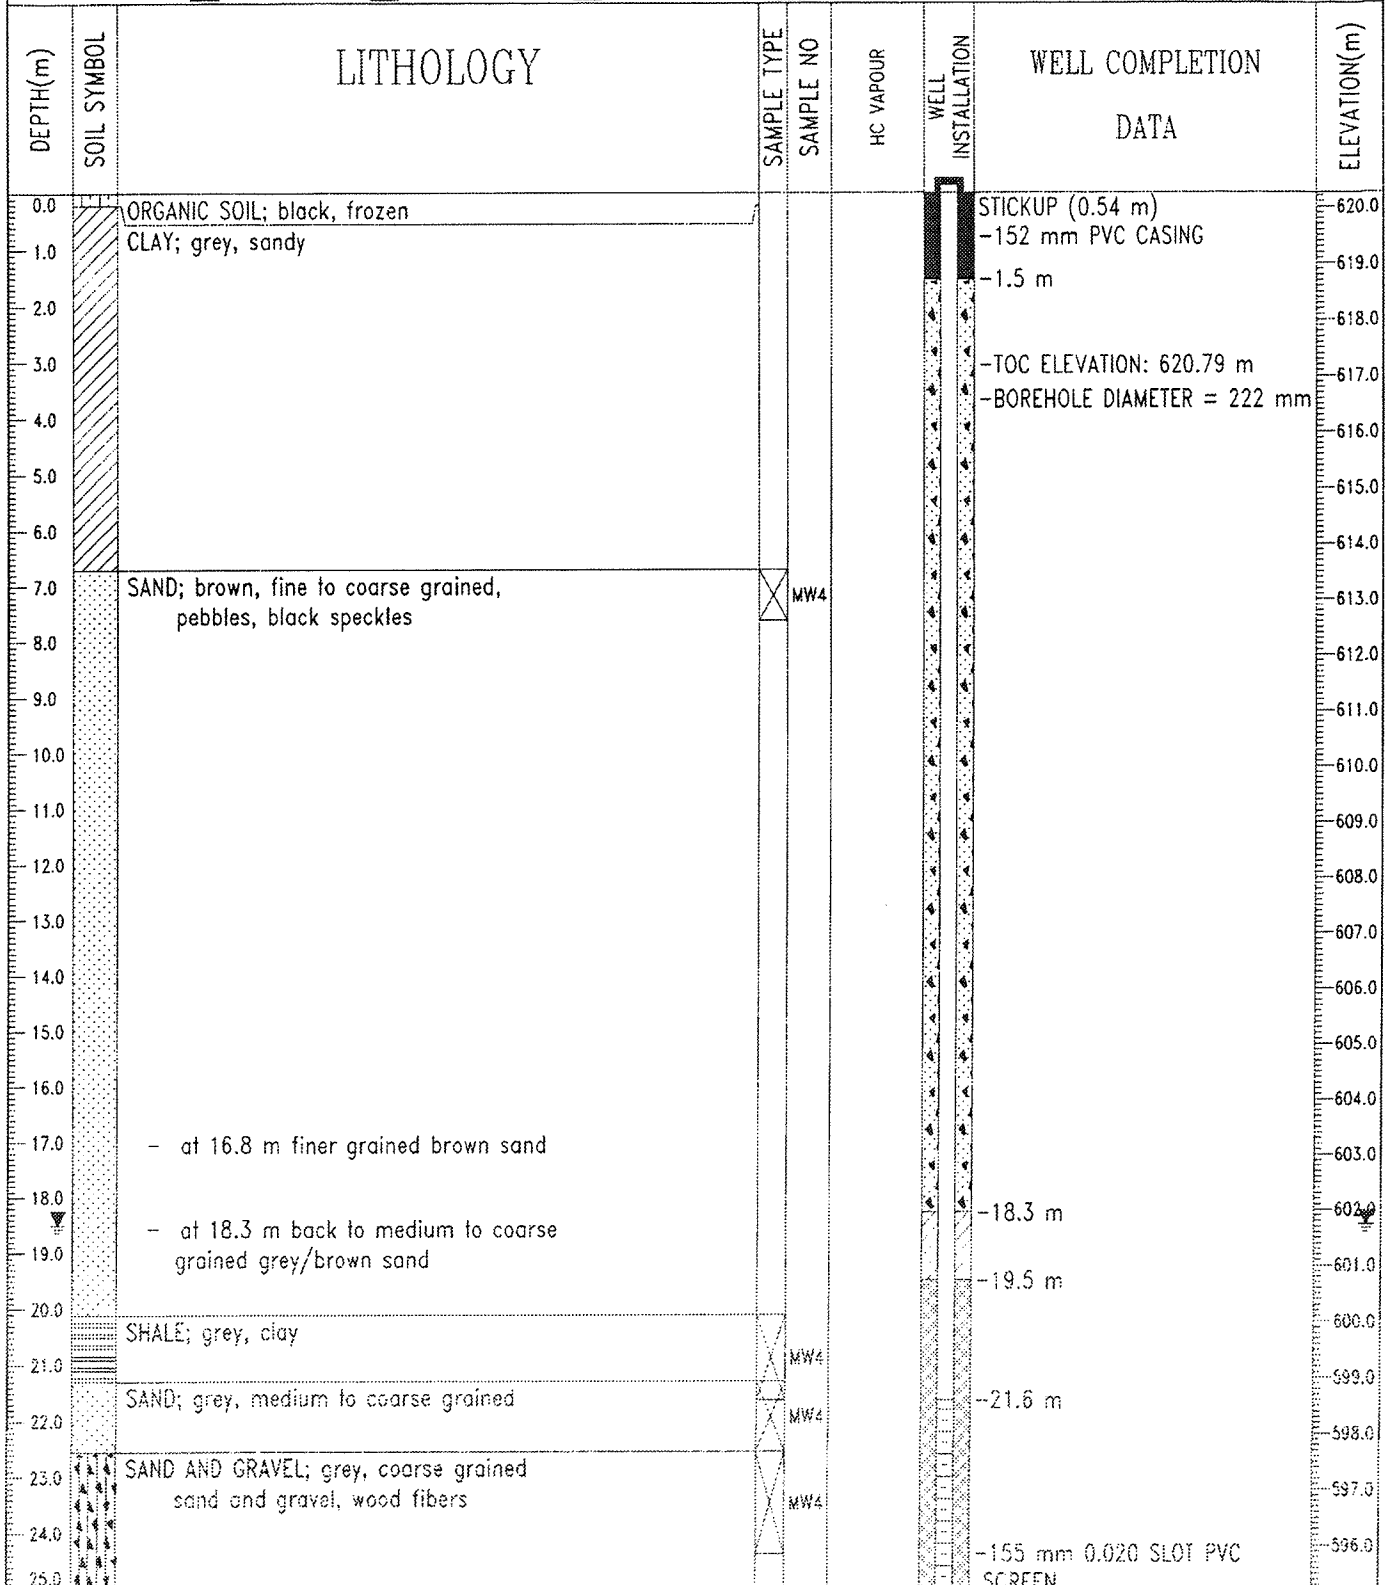 DEPTH(m)
SOIL SYMBOL
LITHOLOGY
SAMPLE TYPE
SAMPLE NO
HC VAPOUR
WELL
INSTALLATION
WELL COMPLETION
DATA
ELEVATION(m)
0.0
1.0
2.0
3.0
4.0
5.0
6.0
7.0
8.0
9.0
10.0
11.0
12.0
13.0
14.0
15.0
16.0
17.0
18.0
19.0
20.0
21.0
22.0
23.0
24.0
25.0
ORGANIC SOIL; black, frozen
CLAY; grey, sandy
SAND; brown, fine to coarse grained,
pebbles, black speckles
- at 16.8 m finer grained brown sand
- at 18.3 m back to medium to coarse
grained grey/brown sand
SHALE; grey, clay
SAND; grey, medium to coarse grained
SAND AND GRAVEL; grey, coarse grained
sand and gravel, wood fibers
MW4
MW4
MW4
MW4
STICKUP (0.54 m)
-152 mm PVC CASING
-1.5 m
-TOC ELEVATION: 620.79 m
-BOREHOLE DIAMETER = 222 mm
-18.3 m
-19.5 m
-21.6 m
-155 mm 0.020 SLOT PVC
SCREEN
620.0
619.0
618.0
617.0
616.0
615.0
614.0
613.0
612.0
611.0
610.0
609.0
608.0
607.0
606.0
605.0
604.0
603.0
602.0
601.0
600.0
599.0
598.0
597.0
596.0